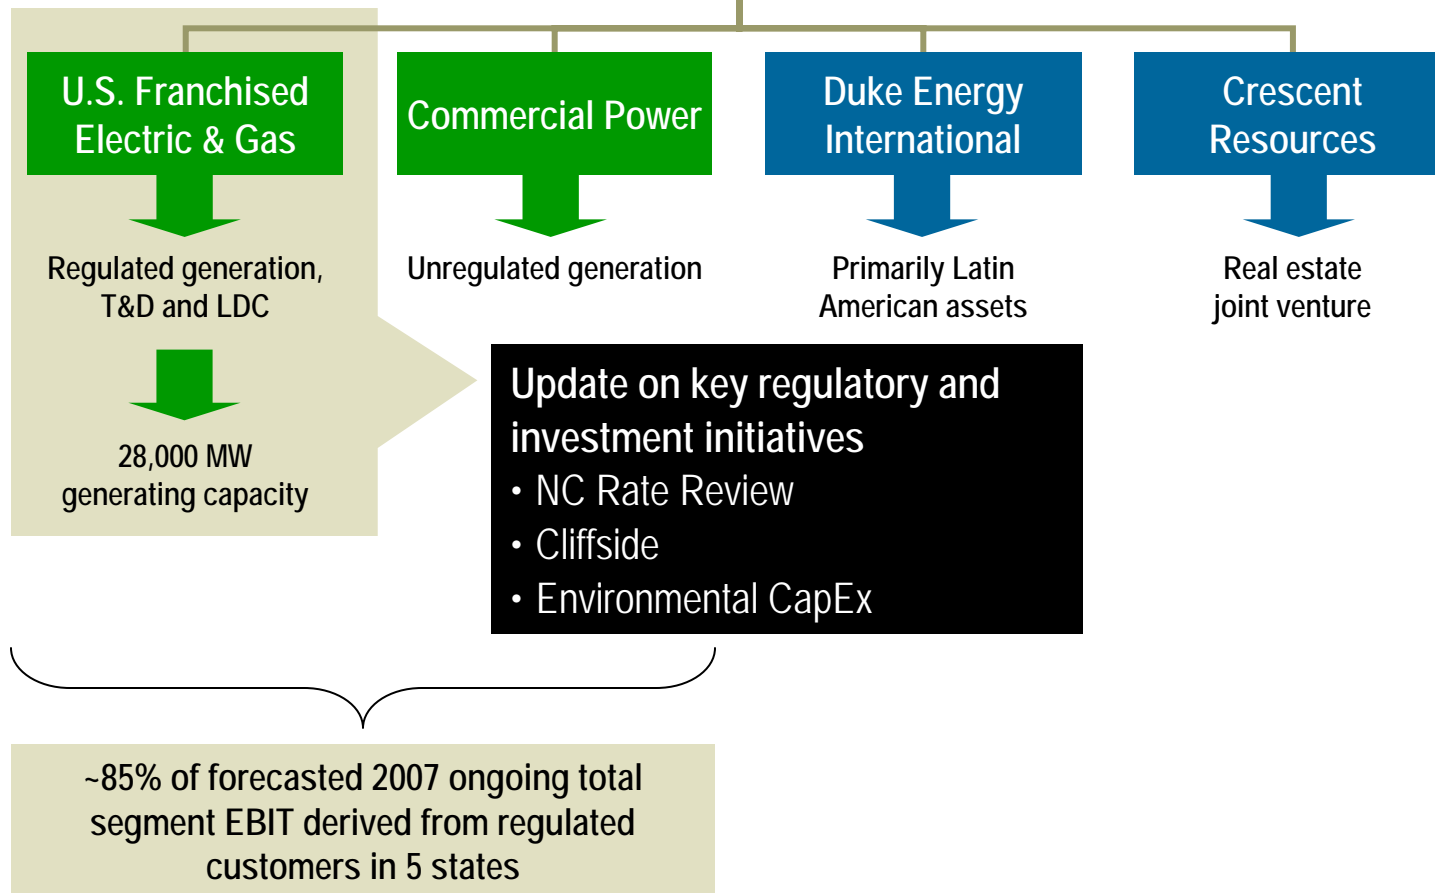 U.S. Franchised
Electric & Gas
Commercial Power
Duke Energy
International
Crescent
Resources
Regulated generation,
T&D and LDC
Unregulated generation
Primarily Latin
American assets
Real estate
joint venture
28,000 MW
generating capacity
Update on key regulatory and
investment initiatives
• NC Rate Review
• Cliffside
• Environmental CapEx
~85% of forecasted 2007 ongoing total
segment EBIT derived from regulated
customers in 5 states